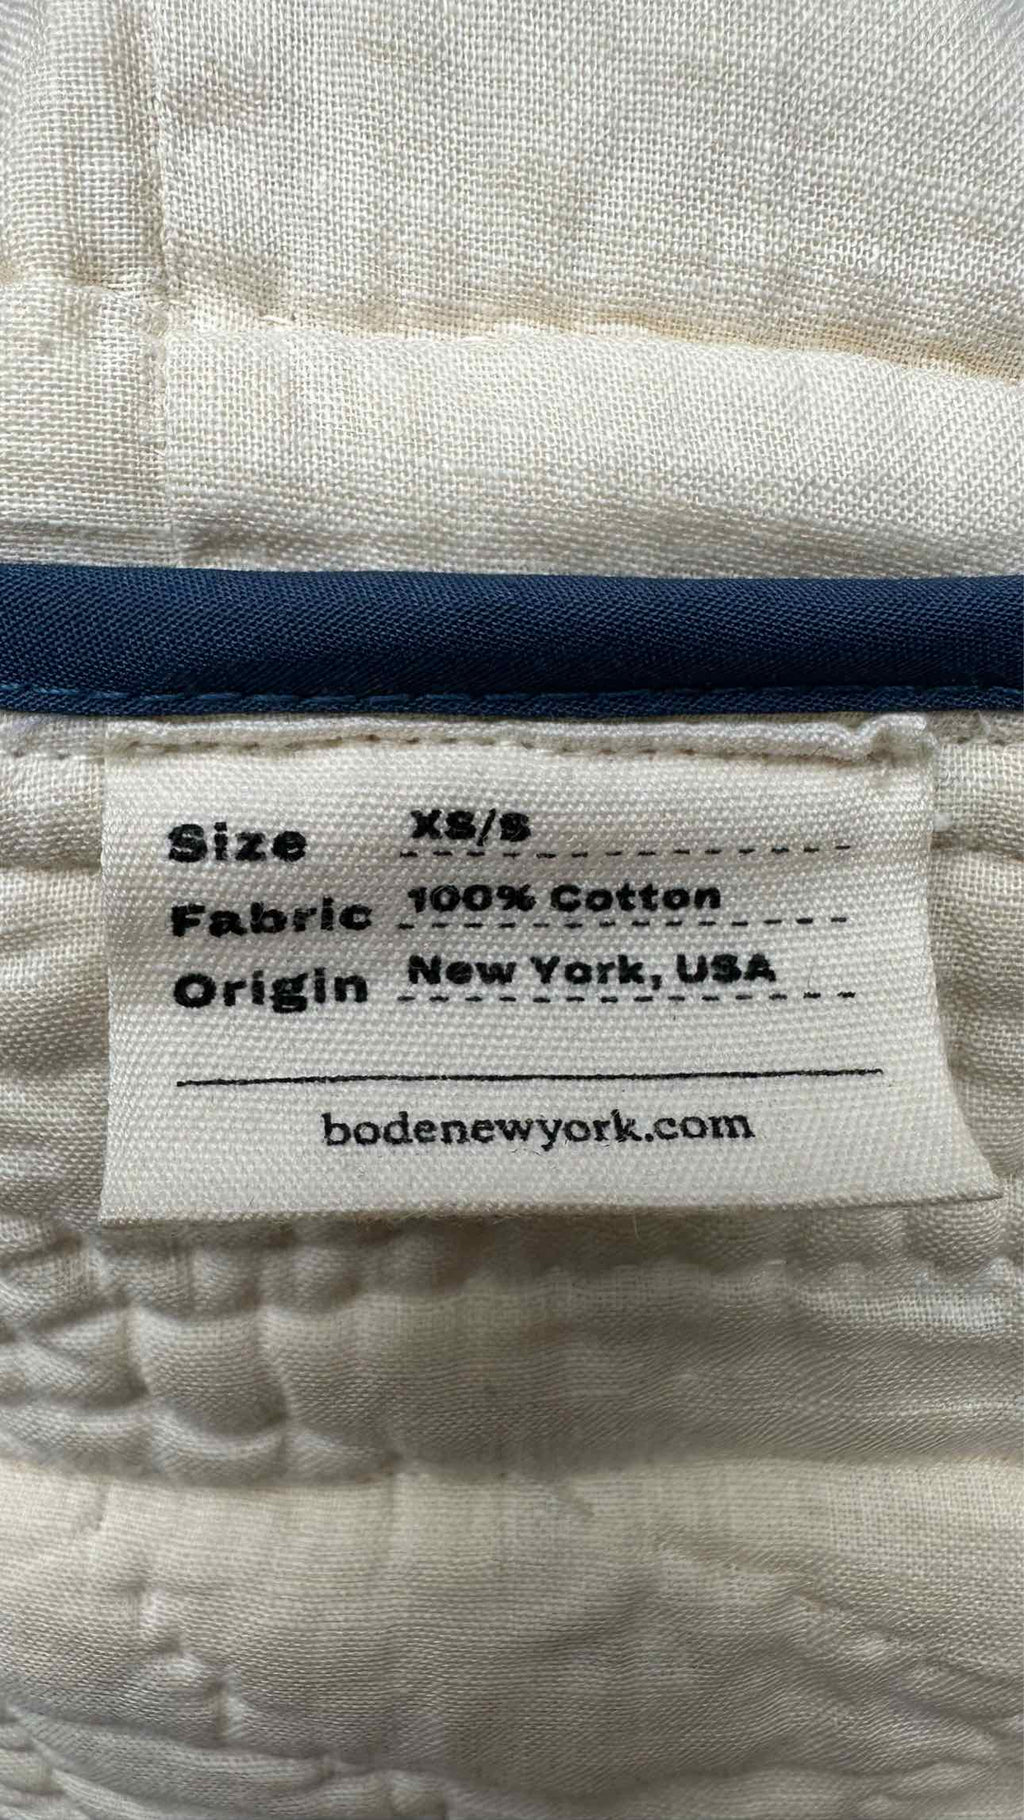 Size XS/S
Fabric 100% Cotton
Origin New York, USA
bodenewyork.com